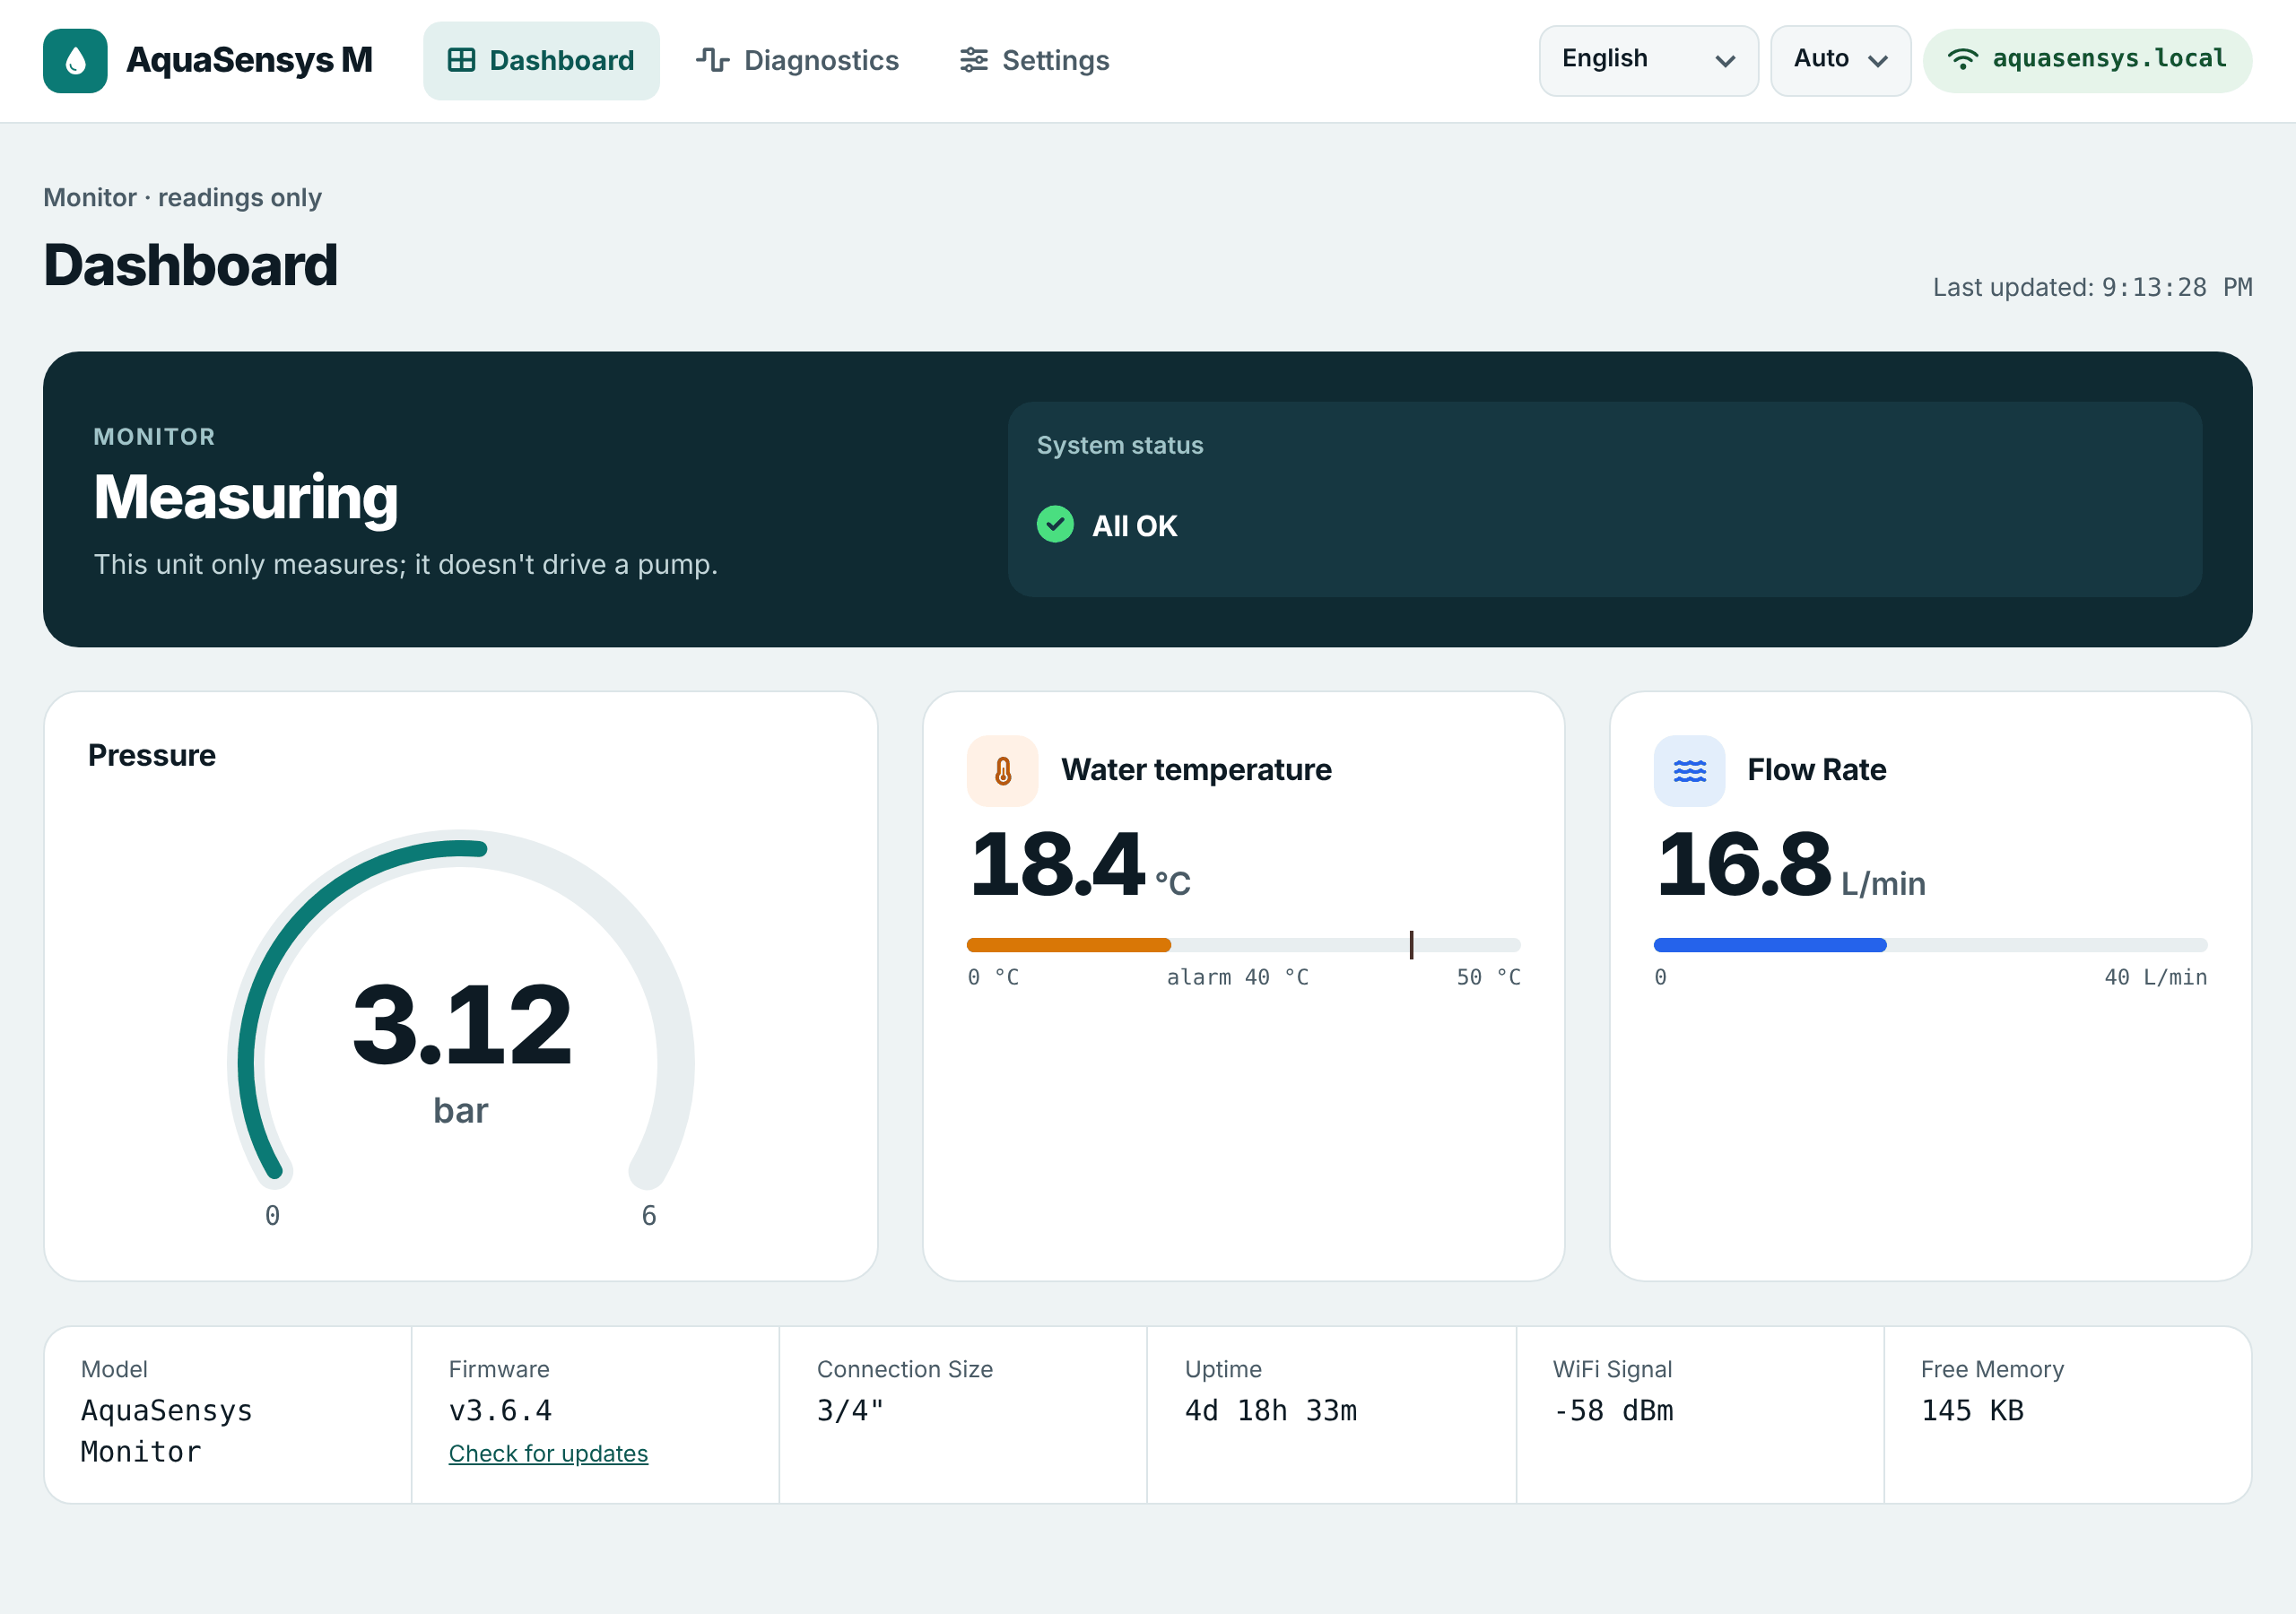 AquaSensys M
Dashboard
Diagnostics
Settings
English
Auto
aquasensys.local
Monitor · readings only
Dashboard
Last updated: 9:13:28 PM
MONITOR
Measuring
This unit only measures; it doesn't drive a pump.
System status
All OK
Pressure
3.12
bar
0
6
Water temperature
18.4 °C
0 °C
alarm 40 °C
50 °C
Flow Rate
16.8 L/min
0
40 L/min
Model
AquaSensys
Monitor
Firmware
v3.6.4
Check for updates
Connection Size
3/4"
Uptime
4d 18h 33m
WiFi Signal
-58 dBm
Free Memory
145 KB